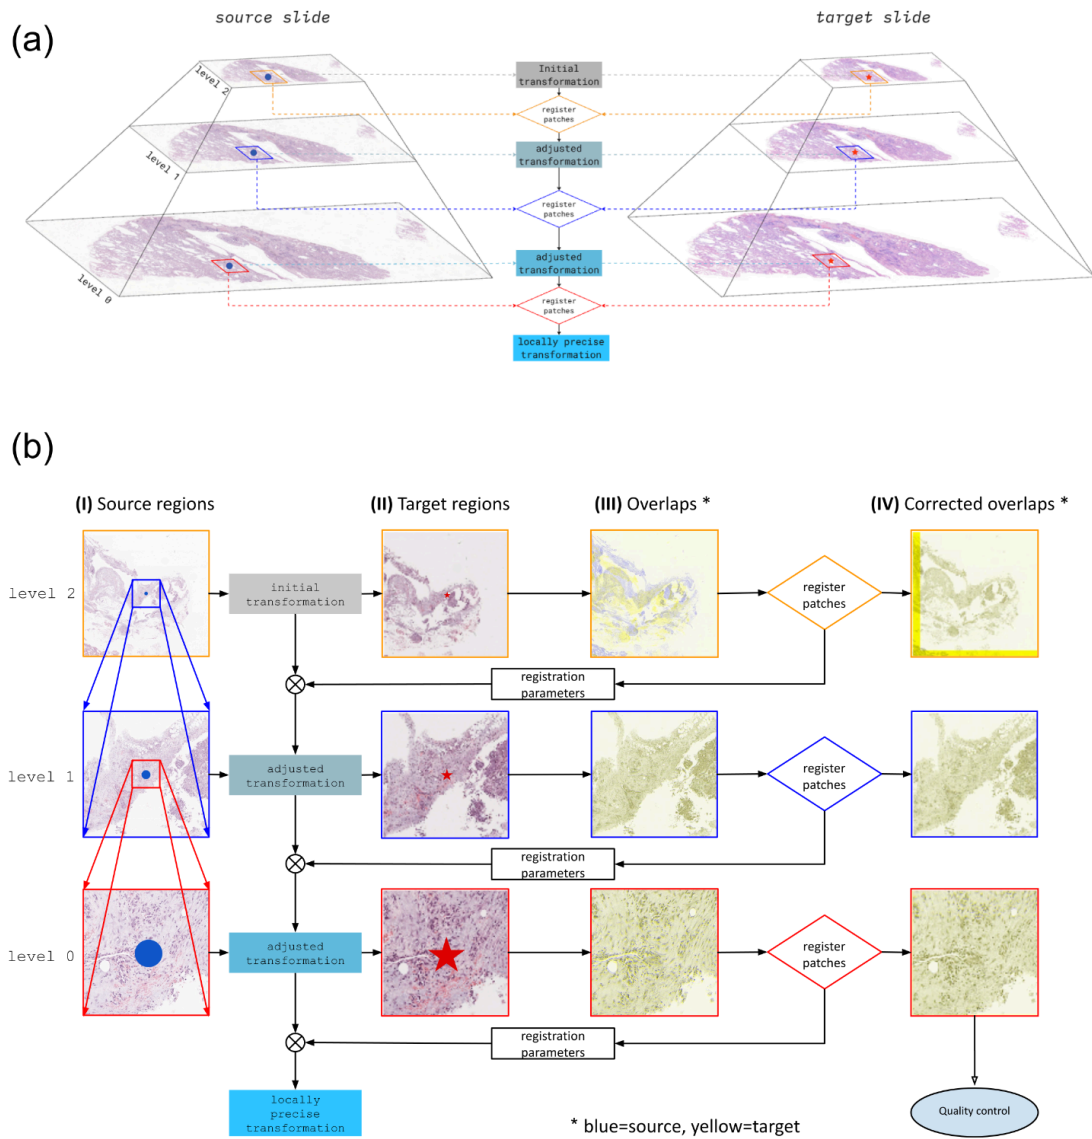 (a)
source slide
target slide
level 2
level 1
level 0
Initial
transformation
register
patches
adjusted
transformation
register
patches
adjusted
transformation
register
patches
locally precise
transformation
(b)
(I) Source regions
(II) Target regions
(III) Overlaps *
(IV) Corrected overlaps *
level 2
initial
transformation
register
patches
registration
parameters
level 1
adjusted
transformation
register
patches
registration
parameters
level 0
adjusted
transformation
register
patches
registration
parameters
locally
precise
transformation
Quality control
* blue=source, yellow=target